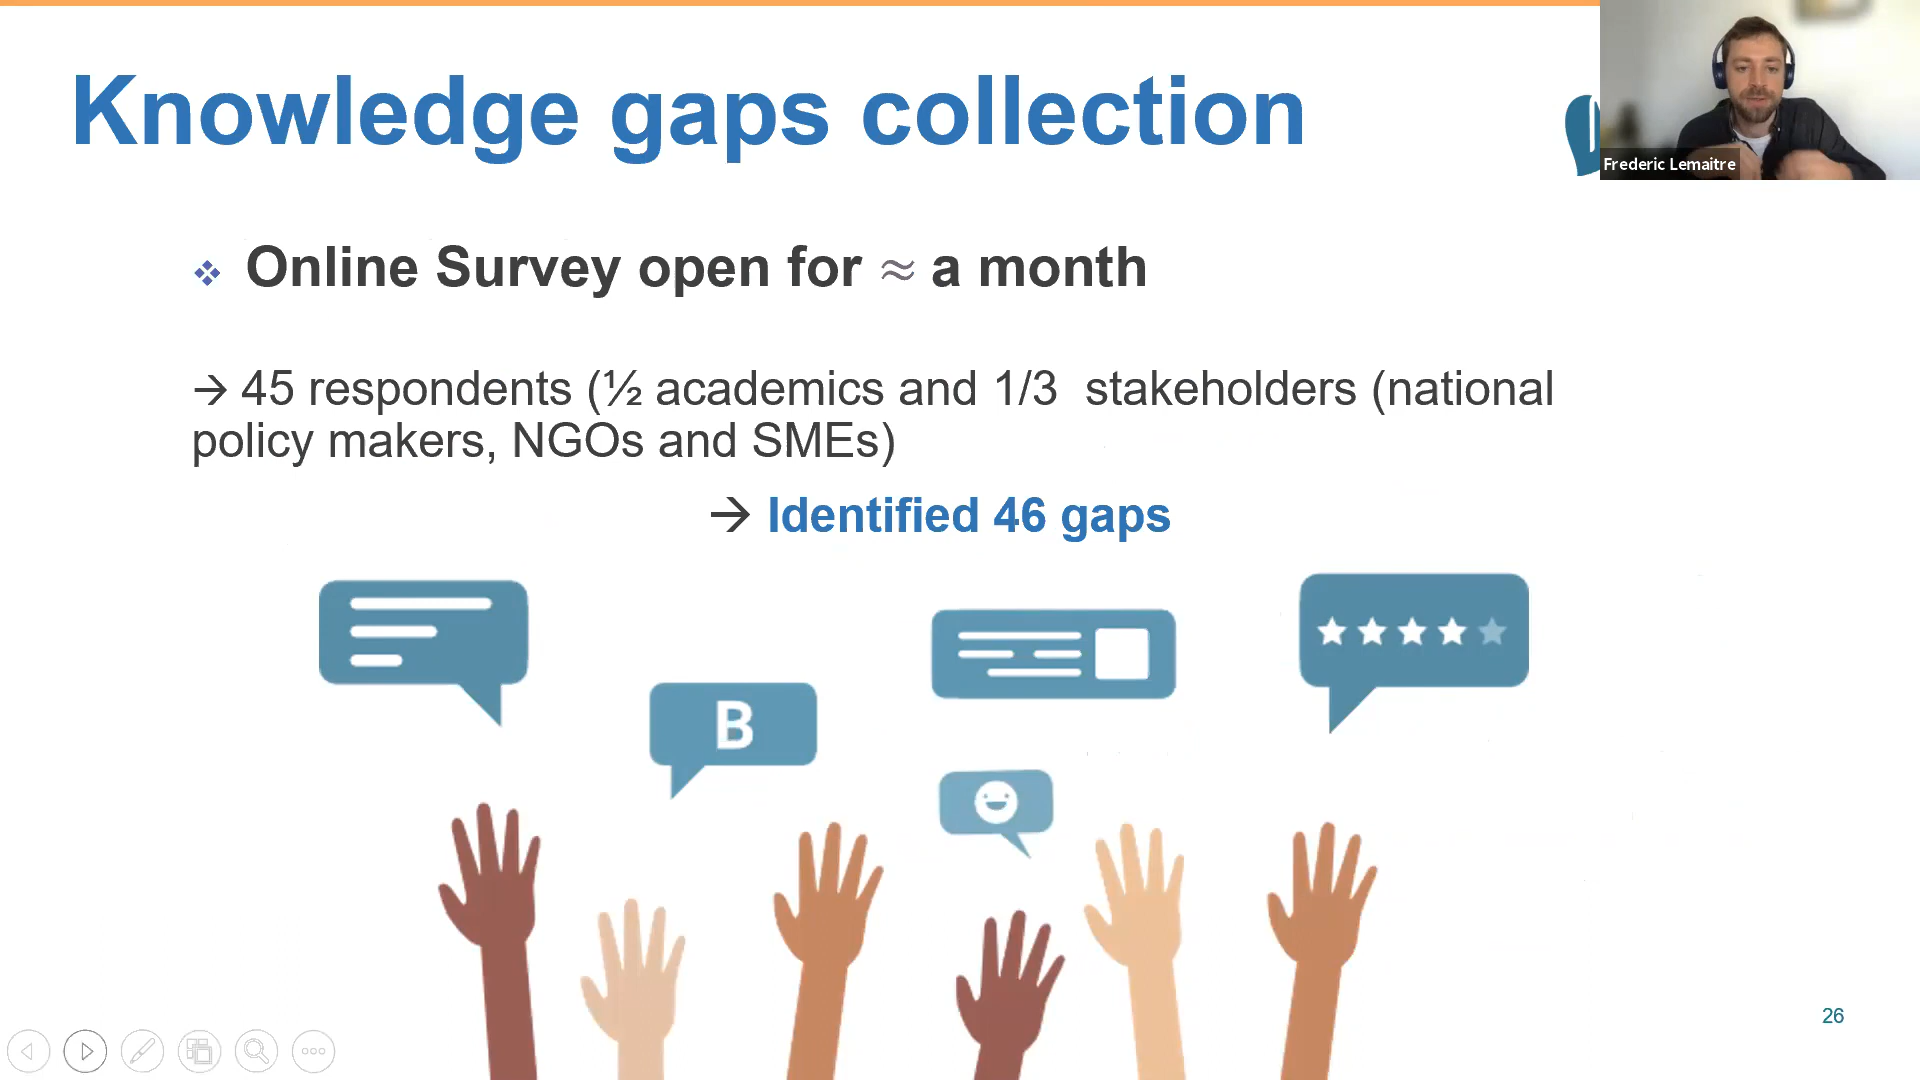 Knowledge gaps collection
Frederic Lemaitre
❖ Online Survey open for ≈ a month
→ 45 respondents (½ academics and 1/3  stakeholders (national
policy makers, NGOs and SMEs)
→ Identified 46 gaps
B
26